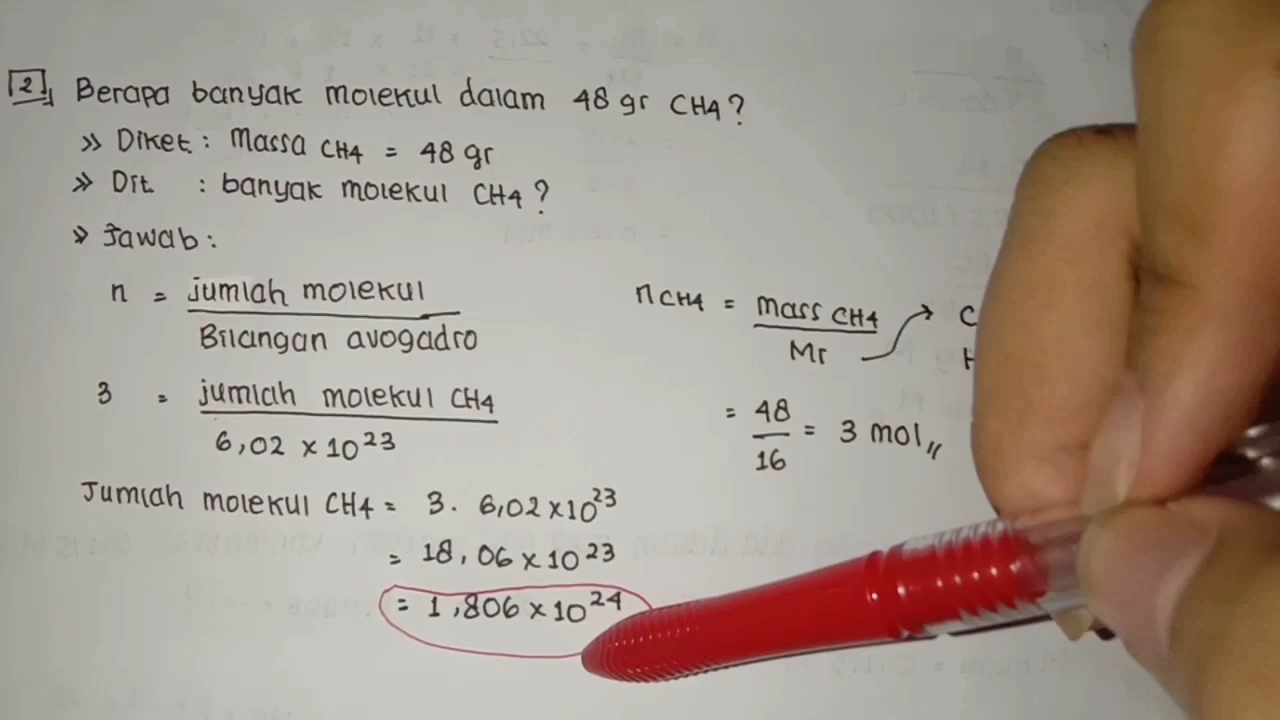 2 Berapa banyak molekul dalam 48 gr CH4?
>> Diket : Massa CH4 = 48 gr
>> Dit. : banyak molekul CH4?
>> Jawab :
n = jumlah molekul
Bilangan avogadro
3 = jumlah molekul CH4
6,02 x 10^23
Jumlah molekul CH4 = 3. 6,02 x 10^23
= 18,06 x 10^23
= 1,806 x 10^24
n CH4 = Mass CH4
Mr
C
H
= 48
16
= 3 mol,,